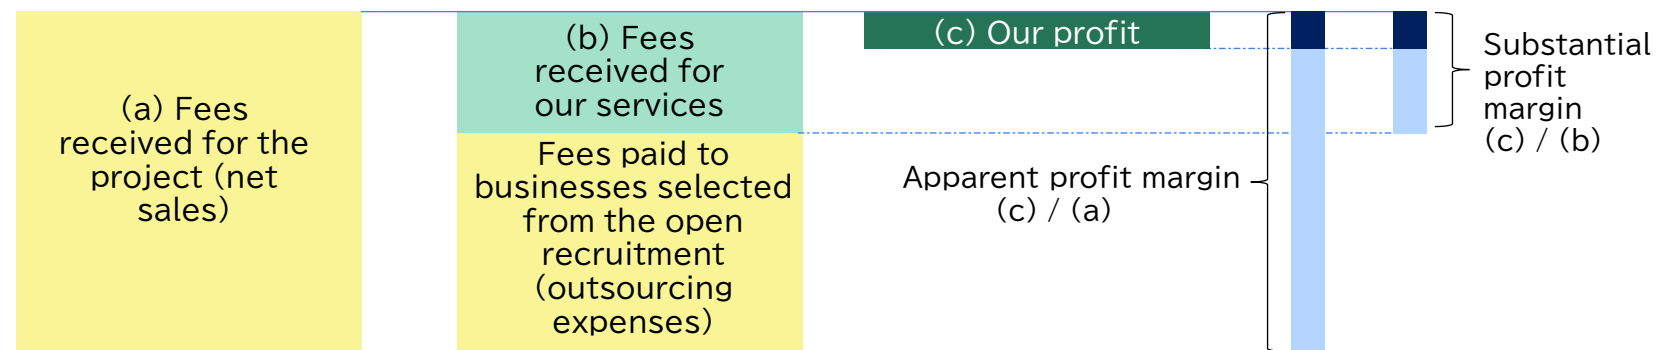 (a) Fees
received for the
project (net
sales)
(b) Fees
received for
our services
Fees paid to
businesses selected
from the open
recruitment
(outsourcing
expenses)
(c) Our profit
Apparent profit margin
(c) / (a)
Substantial
profit
margin
(c) / (b)